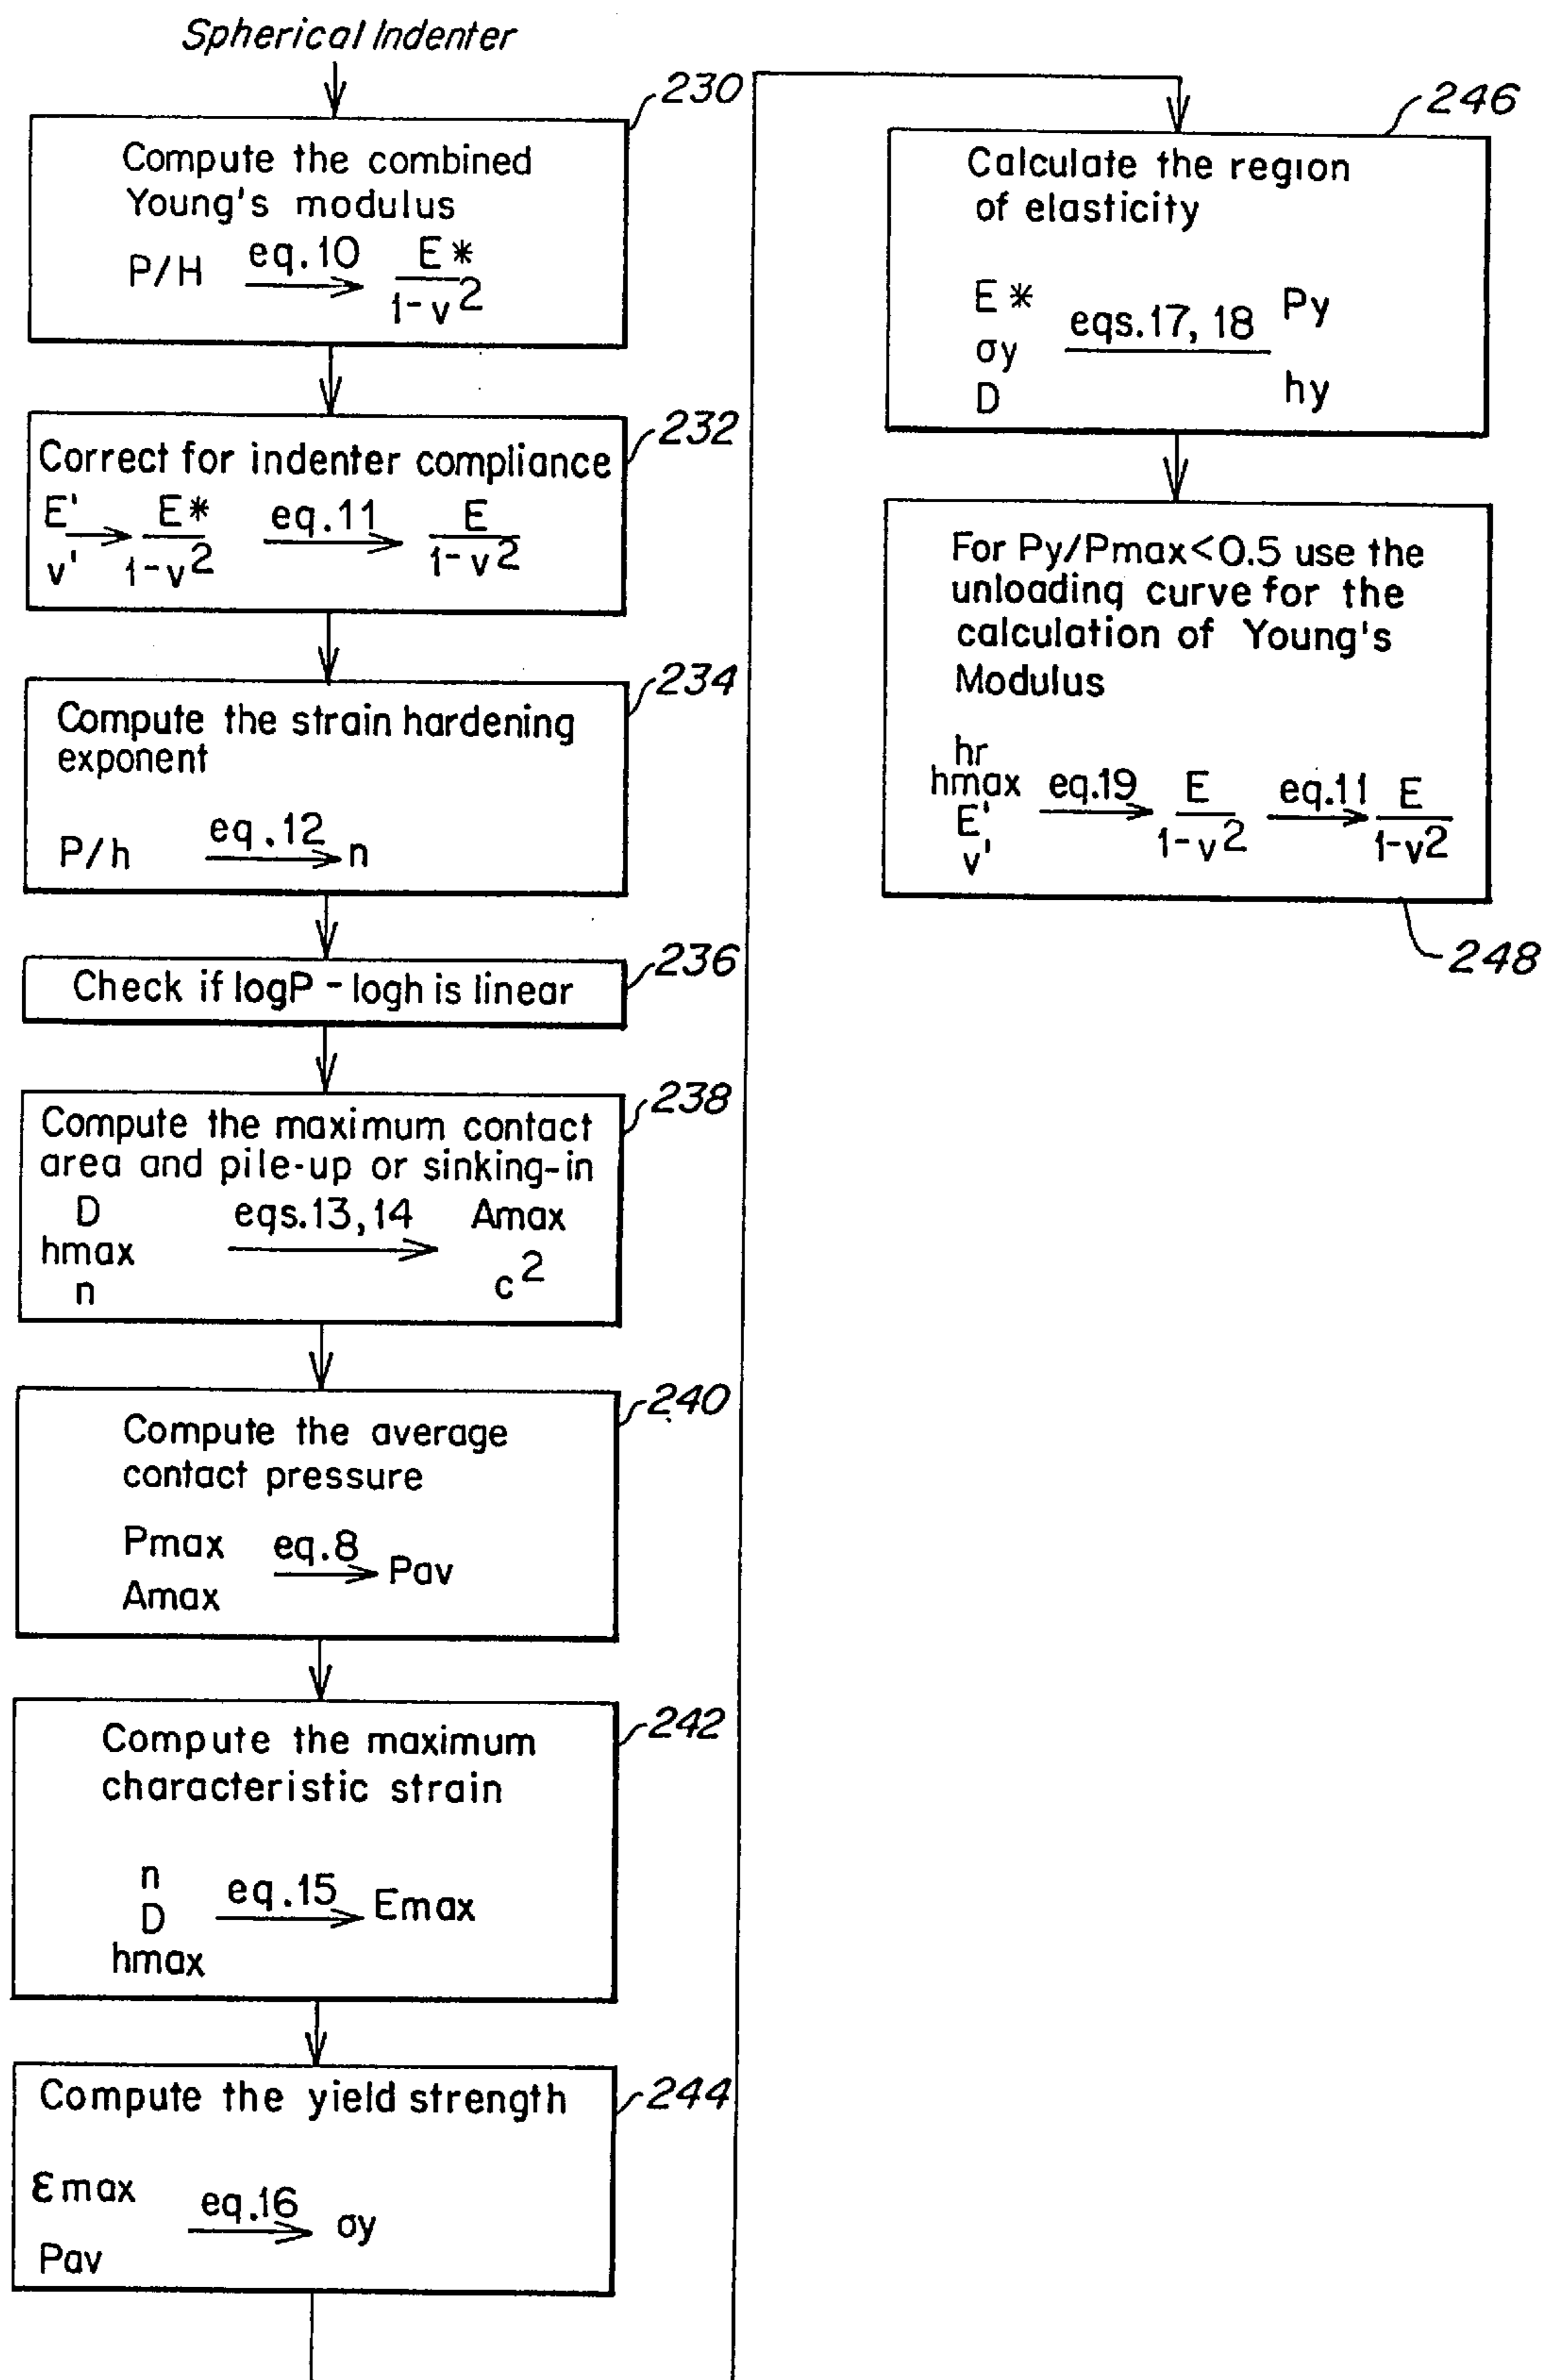 Spherical Indenter
230
Compute the combined
Young's modulus
P/H eq.10 E*
1-v2
232
Correct for indenter compliance
E' E* eq.11 E
v' 1-v2 1-v2
234
Compute the strain hardening
exponent
P/h eq.12 n
236
Check if logP - logh is linear
238
Compute the maximum contact
area and pile-up or sinking-in
D eqs.13,14 Amax
hmax
n c2
240
Compute the average
contact pressure
Pmax eq.8 Pav
Amax
242
Compute the maximum
characteristic strain
n
D eq.15 Emax
hmax
244
Compute the yield strength
εmax
eq.16 σy
Pav
246
Calculate the region
of elasticity
E* Py
σy eqs.17, 18
D hy
For Py/Pmax<0.5 use the
unloading curve for the
calculation of Young's
Modulus
hr
hmax eq.19 E eq.11 E
E' 1-v2 1-v2
v'
248